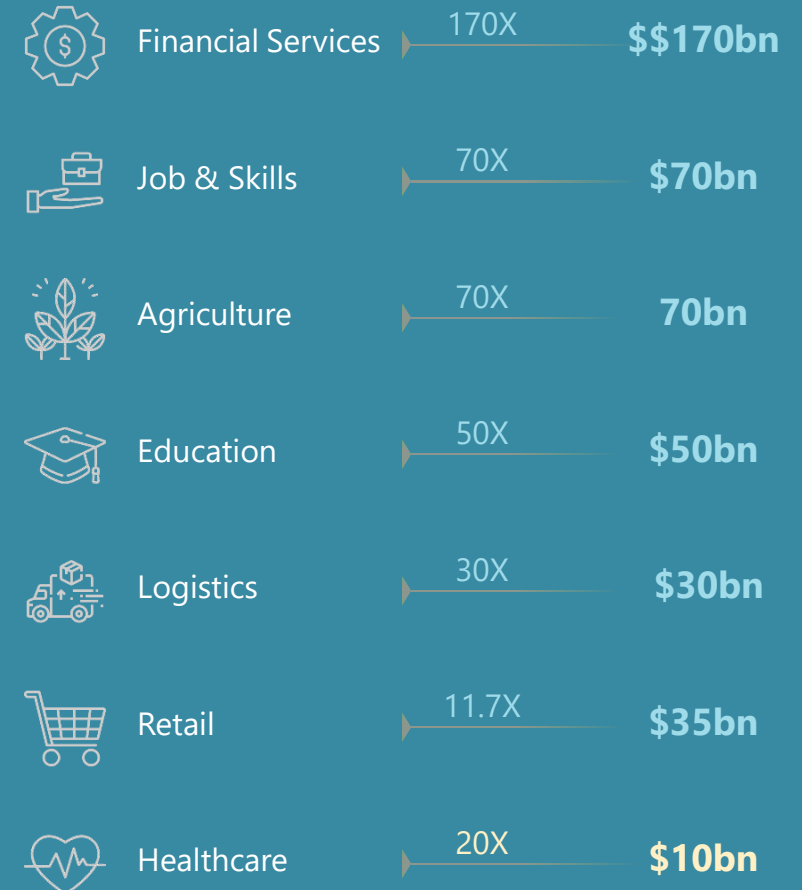 Financial Services 170X $$170bn
Job & Skills 70X $70bn
Agriculture 70X 70bn
Education 50X $50bn
Logistics 30X $30bn
Retail 11.7X $35bn
Healthcare 20X $10bn